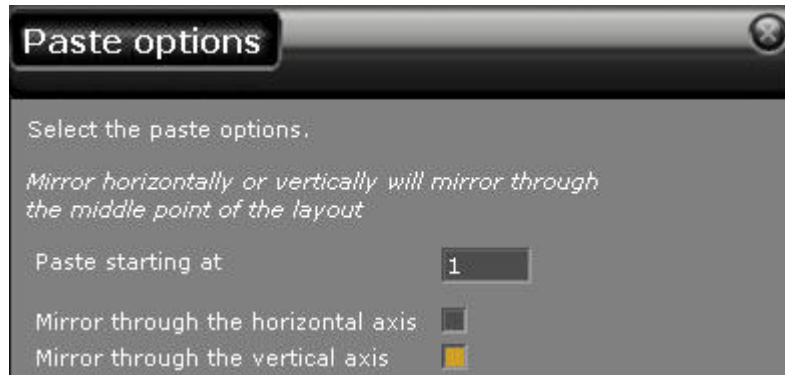 Paste options
Select the paste options.
Mirror horizontally or vertically will mirror through
the middle point of the layout
Paste starting at 1
Mirror through the horizontal axis
Mirror through the vertical axis